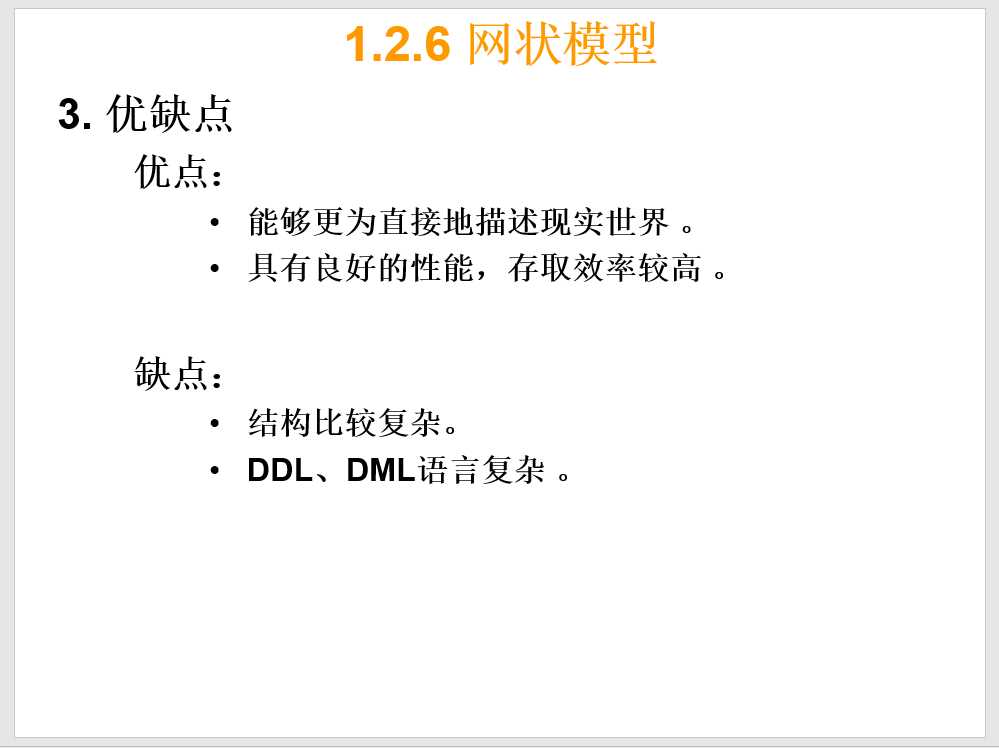 1.2.6 网状模型
3. 优缺点
优点：
• 能够更为直接地描述现实世界 。
• 具有良好的性能，存取效率较高 。
缺点：
• 结构比较复杂。
• DDL、DML语言复杂 。